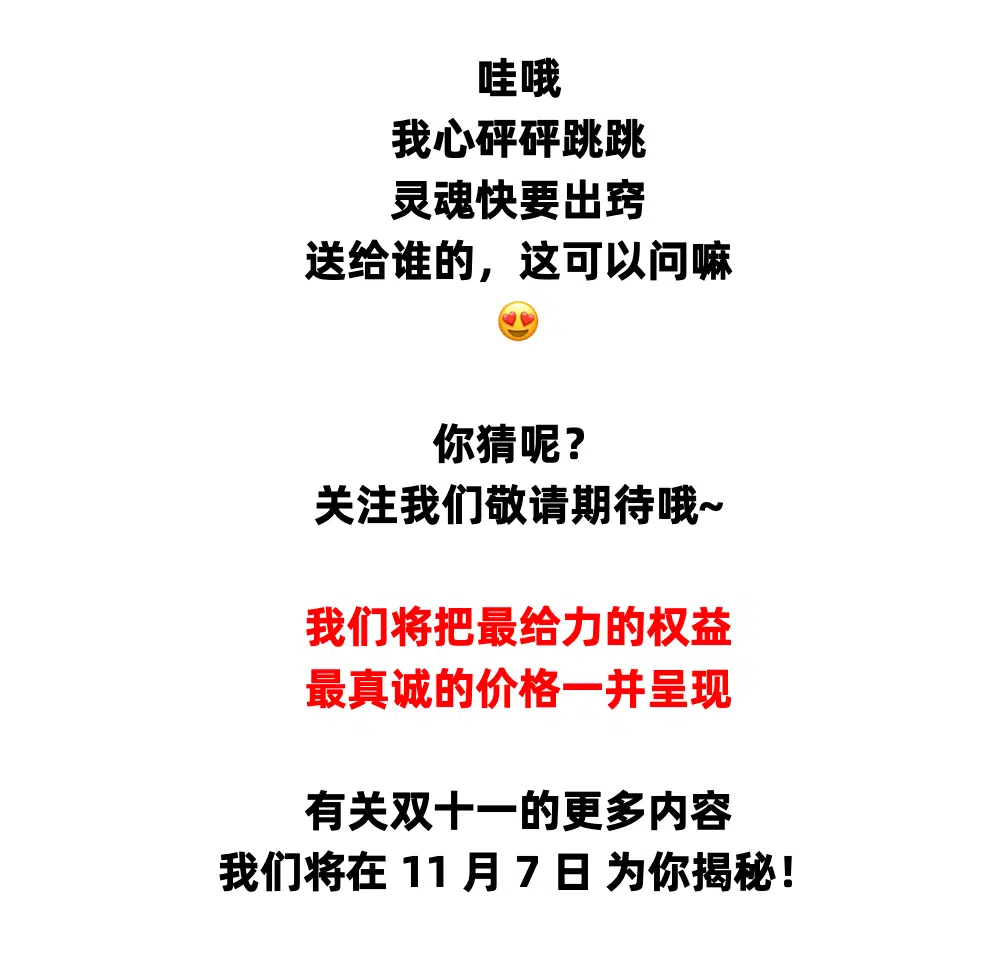 哇哦
我心砰砰跳跳
灵魂快要出窍
送给谁的，这可以问嘛
😍
你猜呢？
关注我们敬请期待哦~
我们将把最给力的权益
最真诚的价格一并呈现
有关双十一的更多内容
我们将在 11 月 7 日 为你揭秘！